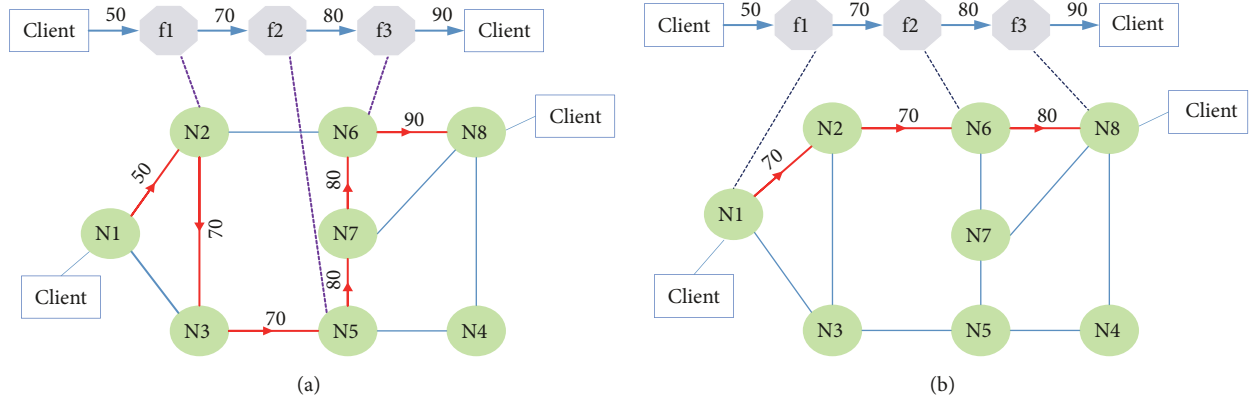 Client 50 f1 70 f2 80 f3 90 Client
N2 N6 90 N8 Client
50 80
N1 70 N7
Client 80
N3 70 N5 N4
(a)
Client 50 f1 70 f2 80 f3 90 Client
N2 70 N6 80 N8 Client
70
N1 N7
Client
N3 N5 N4
(b)